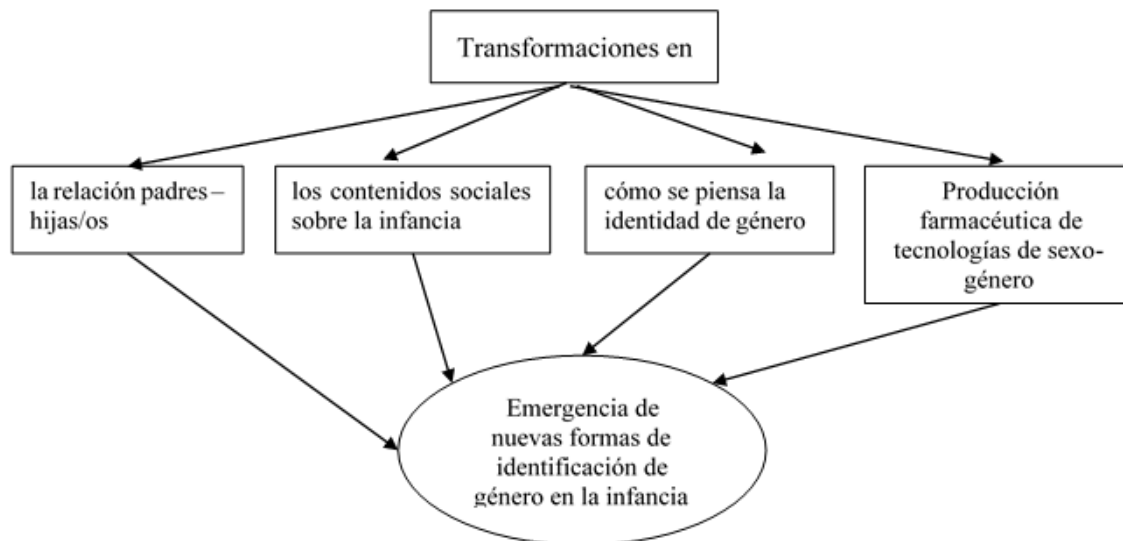 Transformaciones en
la relación padres –
hijas/os
los contenidos sociales
sobre la infancia
cómo se piensa la
identidad de género
Producción
farmacéutica de
tecnologías de sexo-
género
Emergencia de
nuevas formas de
identificación de
género en la infancia